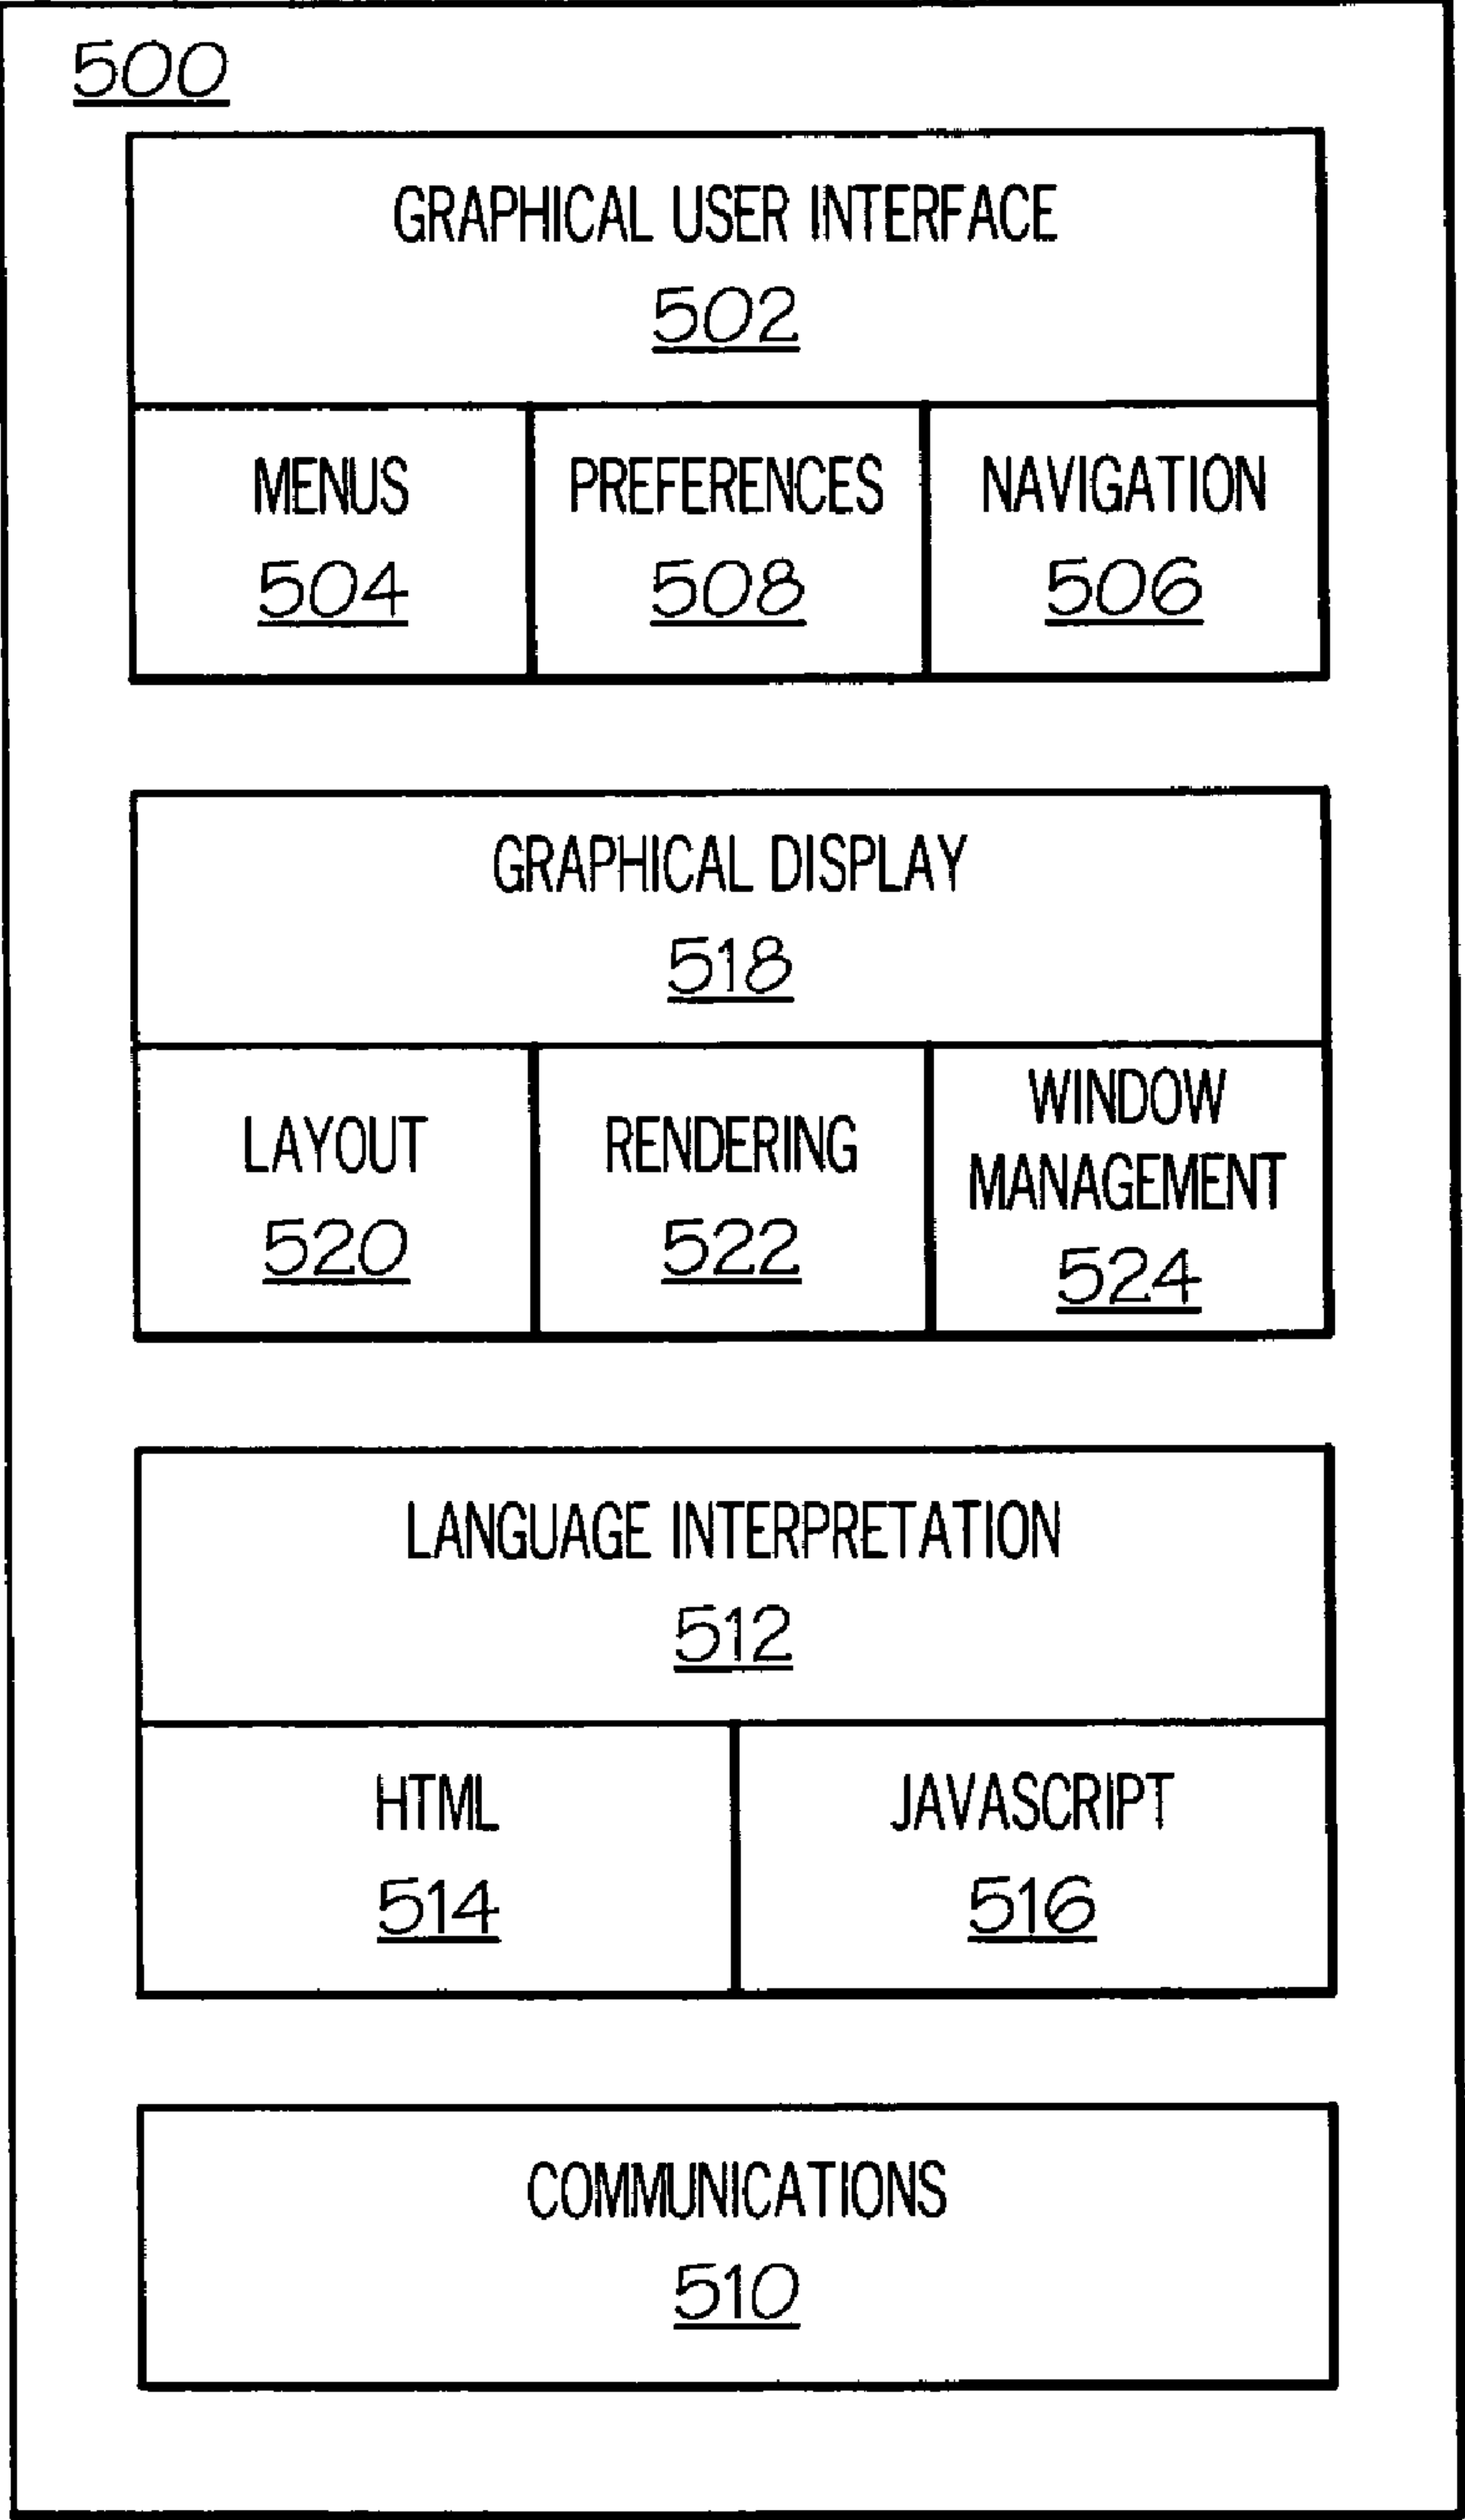 500
GRAPHICAL USER INTERFACE
502
MENUS
504
PREFERENCES
508
NAVIGATION
506
GRAPHICAL DISPLAY
518
LAYOUT
520
RENDERING
522
WINDOW
MANAGEMENT
524
LANGUAGE INTERPRETATION
512
HTML
514
JAVASCRIPT
516
COMMUNICATIONS
510